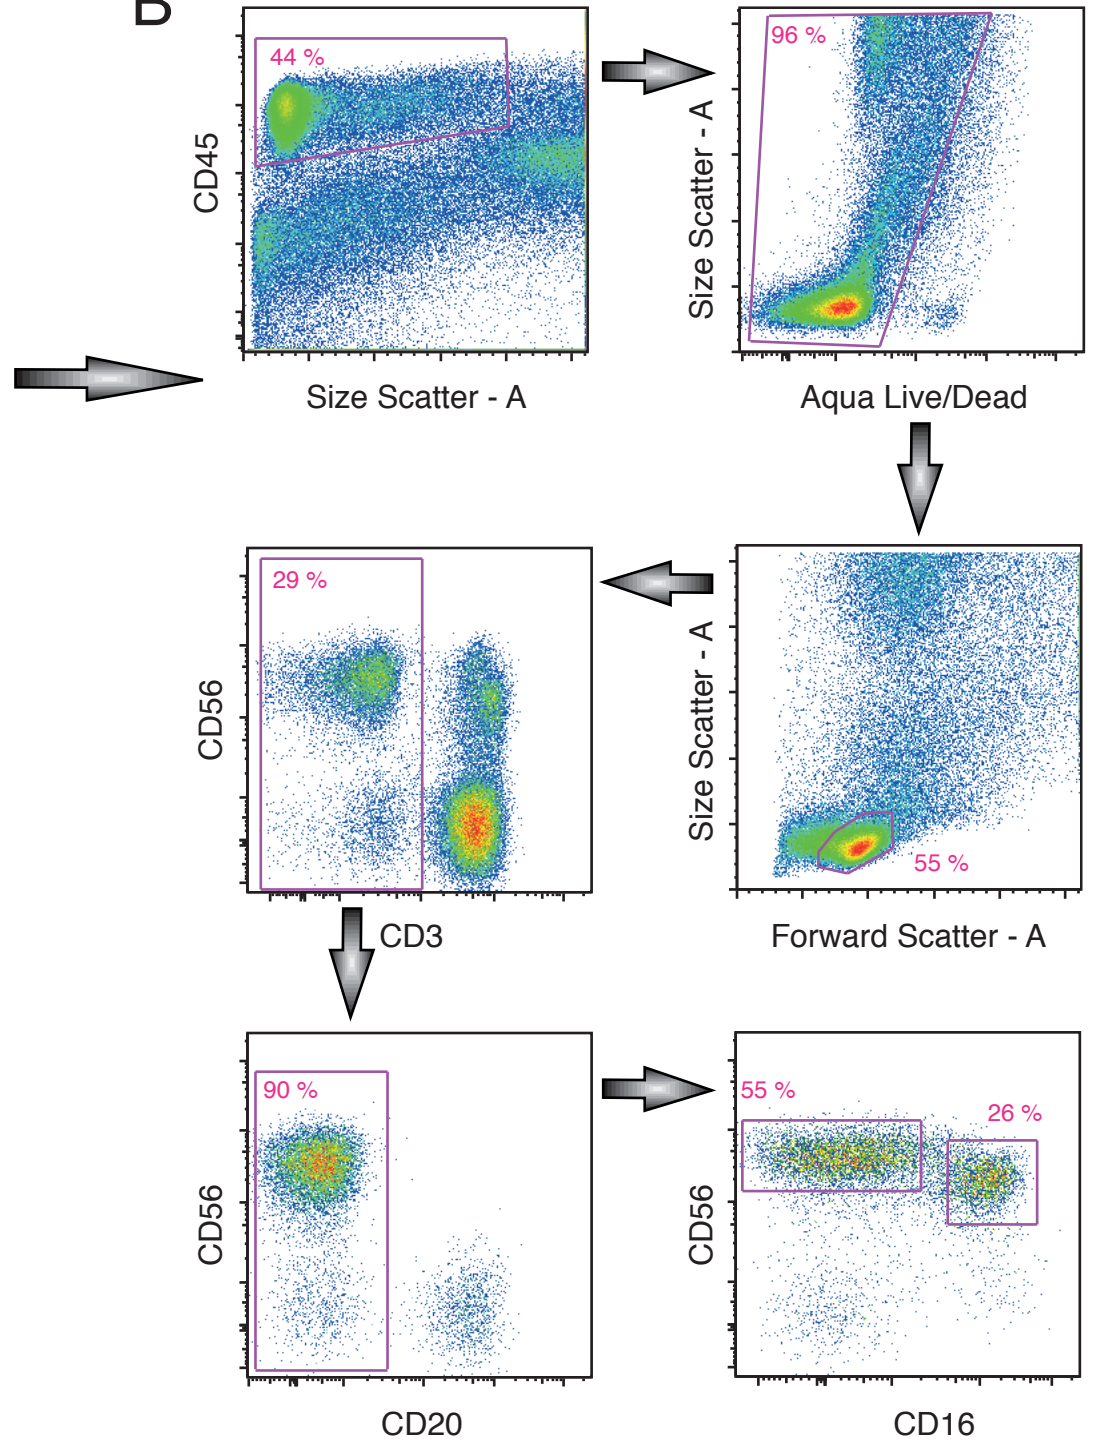 B
44 %
CD45
Size Scatter - A
96 %
Size Scatter - A
Aqua Live/Dead
29 %
CD56
CD3
Size Scatter - A
55 %
Forward Scatter - A
90 %
CD56
CD20
55 %
26 %
CD56
CD16